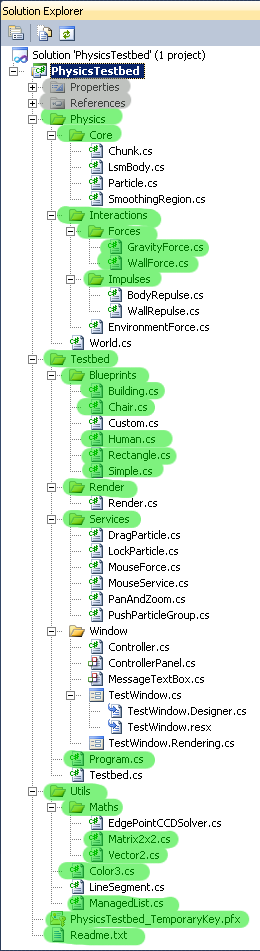 Solution Explorer
Solution 'PhysicsTestbed' (1 project)
PhysicsTestbed
Properties
References
Physics
Core
Chunk.cs
LsmBody.cs
Particle.cs
SmoothingRegion.cs
Interactions
Forces
GravityForce.cs
WallForce.cs
Impulses
BodyRepulse.cs
WallRepulse.cs
EnvironmentForce.cs
World.cs
Testbed
Blueprints
Building.cs
Chair.cs
Custom.cs
Human.cs
Rectangle.cs
Simple.cs
Render
Render.cs
Services
DragParticle.cs
LockParticle.cs
MouseForce.cs
MouseService.cs
PanAndZoom.cs
PushParticleGroup.cs
Window
Controller.cs
ControllerPanel.cs
MessageTextBox.cs
TestWindow.cs
TestWindow.Designer.cs
TestWindow.resx
TestWindow.Rendering.cs
Program.cs
Testbed.cs
Utils
Maths
EdgePointCCDSolver.cs
Matrix2x2.cs
Vector2.cs
Color3.cs
LineSegment.cs
ManagedList.cs
PhysicsTestbed_TemporaryKey.pfx
Readme.txt